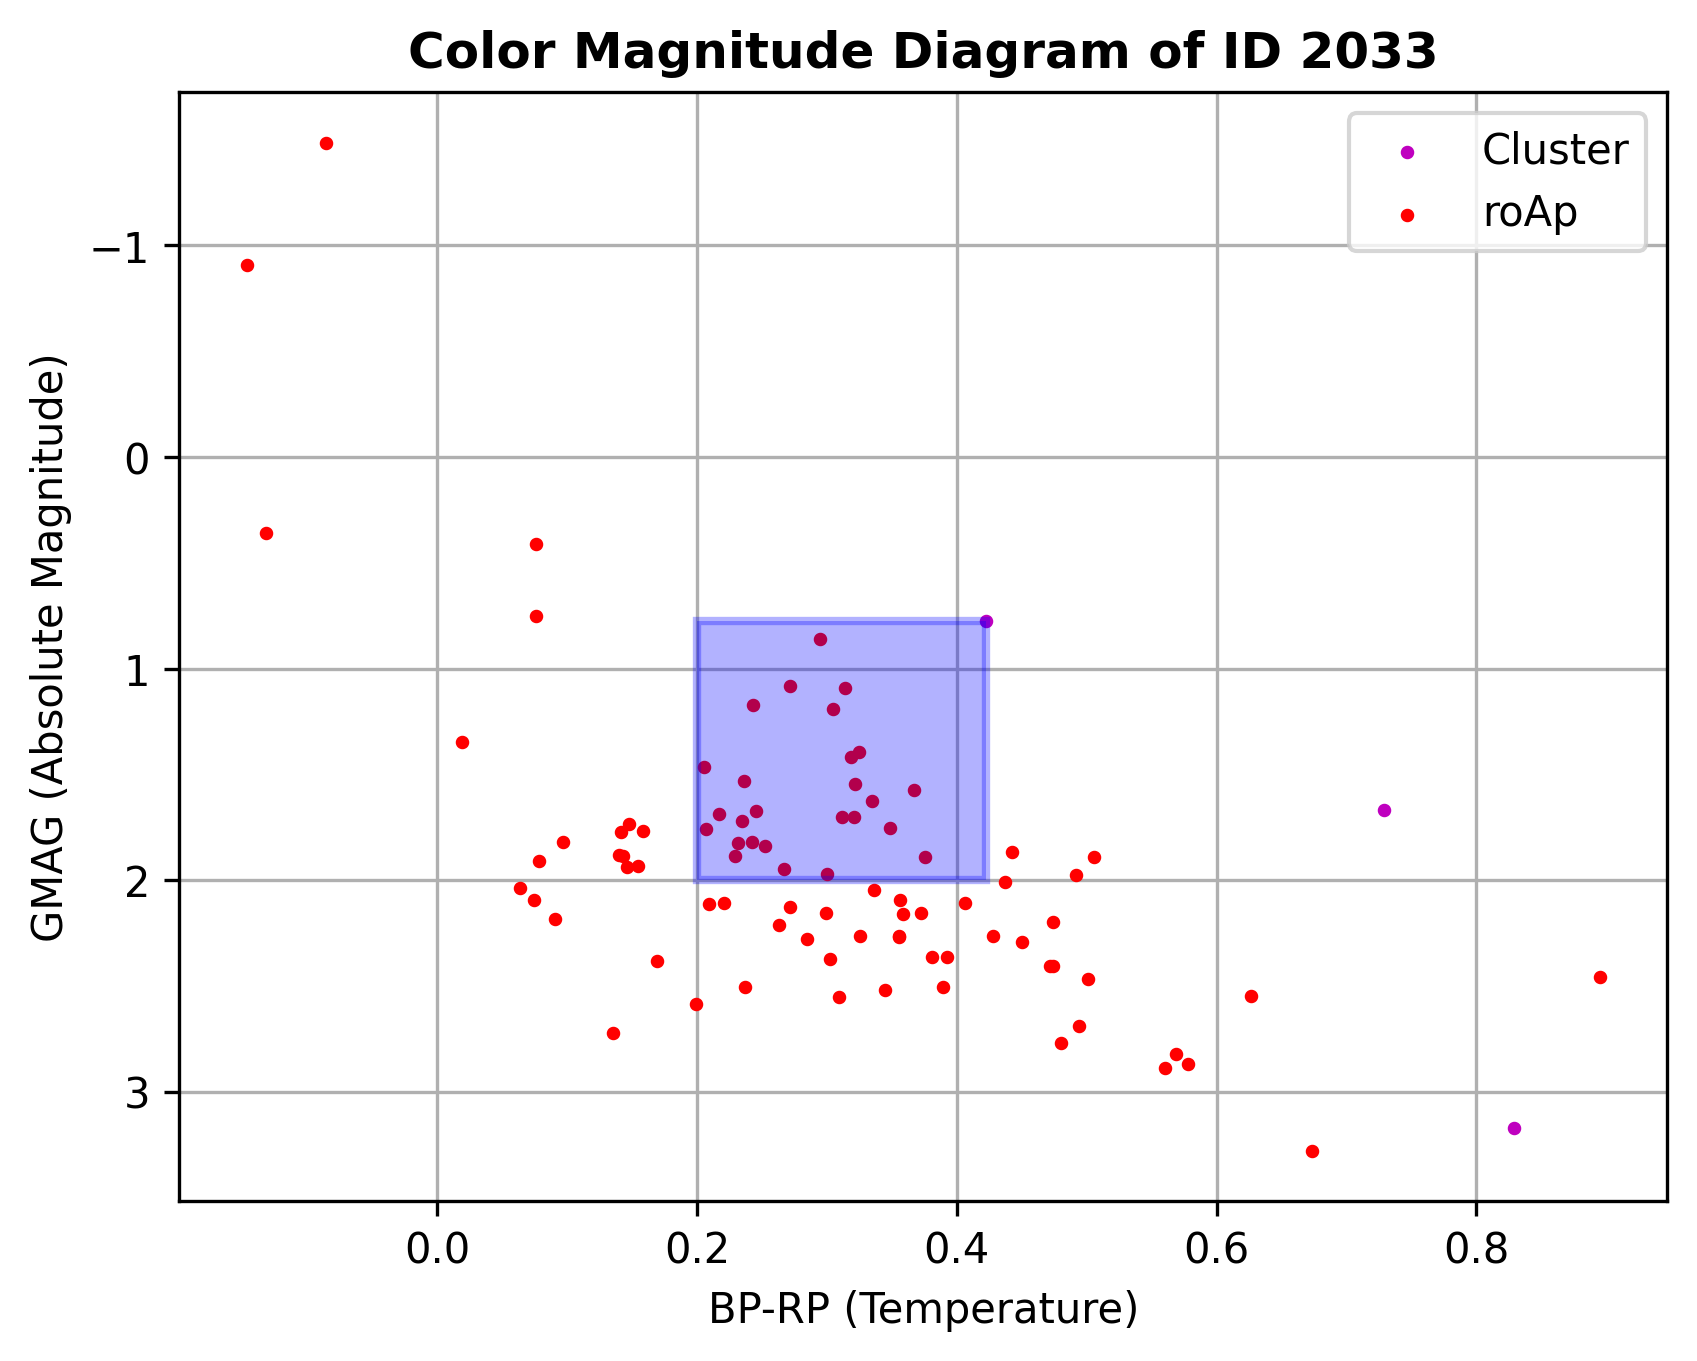 Color Magnitude Diagram of ID 2033
Cluster
roAp
−1
0
1
2
3
GMAG (Absolute Magnitude)
0.0 0.2 0.4 0.6 0.8
BP-RP (Temperature)